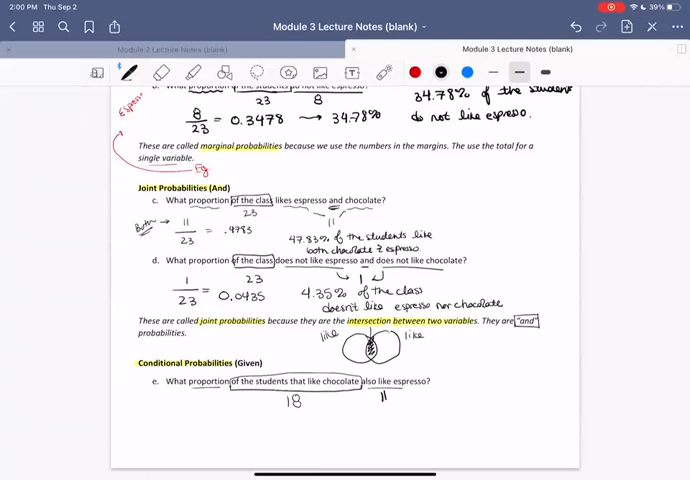 2:00 PM Thu Sep 2
39%
Module 3 Lecture Notes (blank)
Module 3 Lecture Notes (blank)
Module 3 Lecture Notes (blank)
23 8
34.78% of the students
do not like espresso.
8
23
= 0.3478 → 34.78%
Espresso
These are called marginal probabilities because we use the numbers in the margins. The use the total for a
single variable.
Eg.
Joint Probabilities (And)
c. What proportion of the class likes espresso and chocolate?
23 11
Both → 11
23
= .4783
47.83% of the students like
both chocolate & espresso
d. What proportion of the class does not like espresso and does not like chocolate?
23 1
1
23
= 0.0435
4.35% of the class
doesn't like espresso nor chocolate
These are called joint probabilities because they are the intersection between two variables. They are "and"
probabilities.
like like
Conditional Probabilities (Given)
e. What proportion of the students that like chocolate also like espresso?
18 11